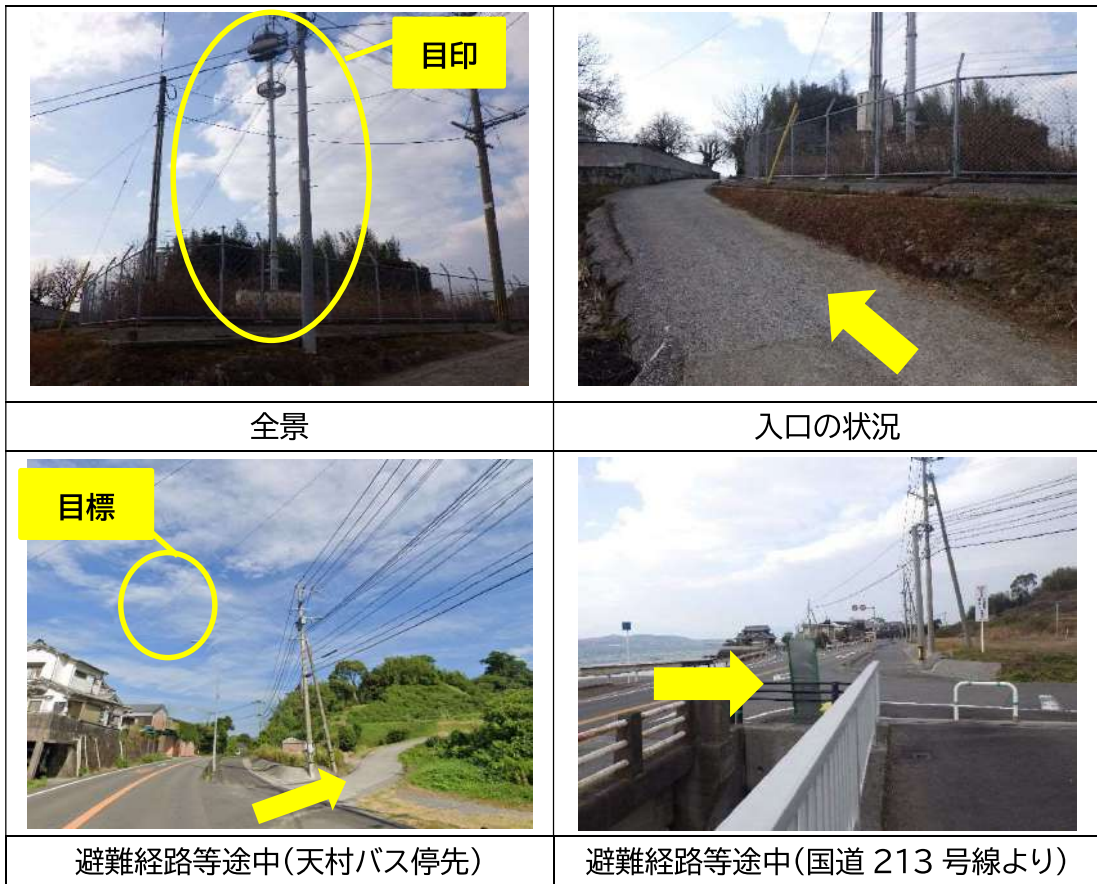 目印
全景
入口の状況
目標
避難経路等途中(天村バス停先)
避難経路等途中(国道 213 号線より)